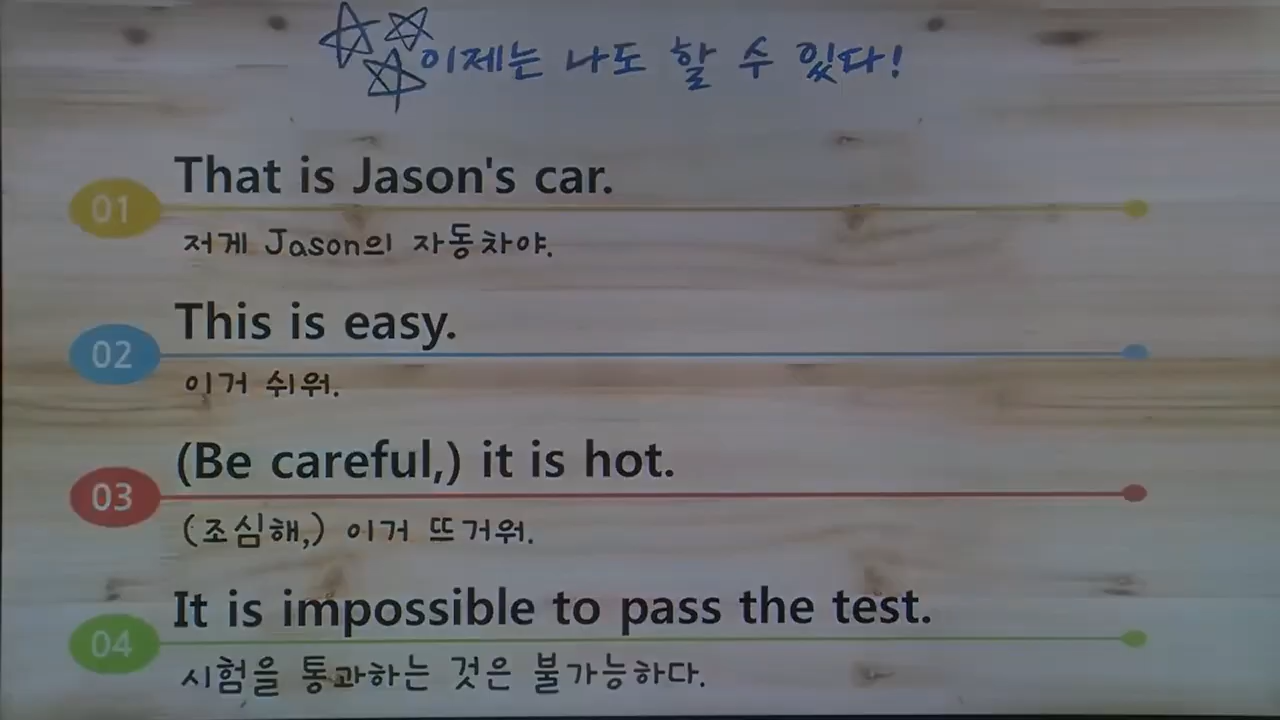 이제는 나도 할 수 있다!
01
That is Jason's car.
저게 Jason의 자동차야.
02
This is easy.
이거 쉬워.
03
(Be careful,) it is hot.
(조심해,) 이거 뜨거워.
04
It is impossible to pass the test.
시험을 통과하는 것은 불가능하다.